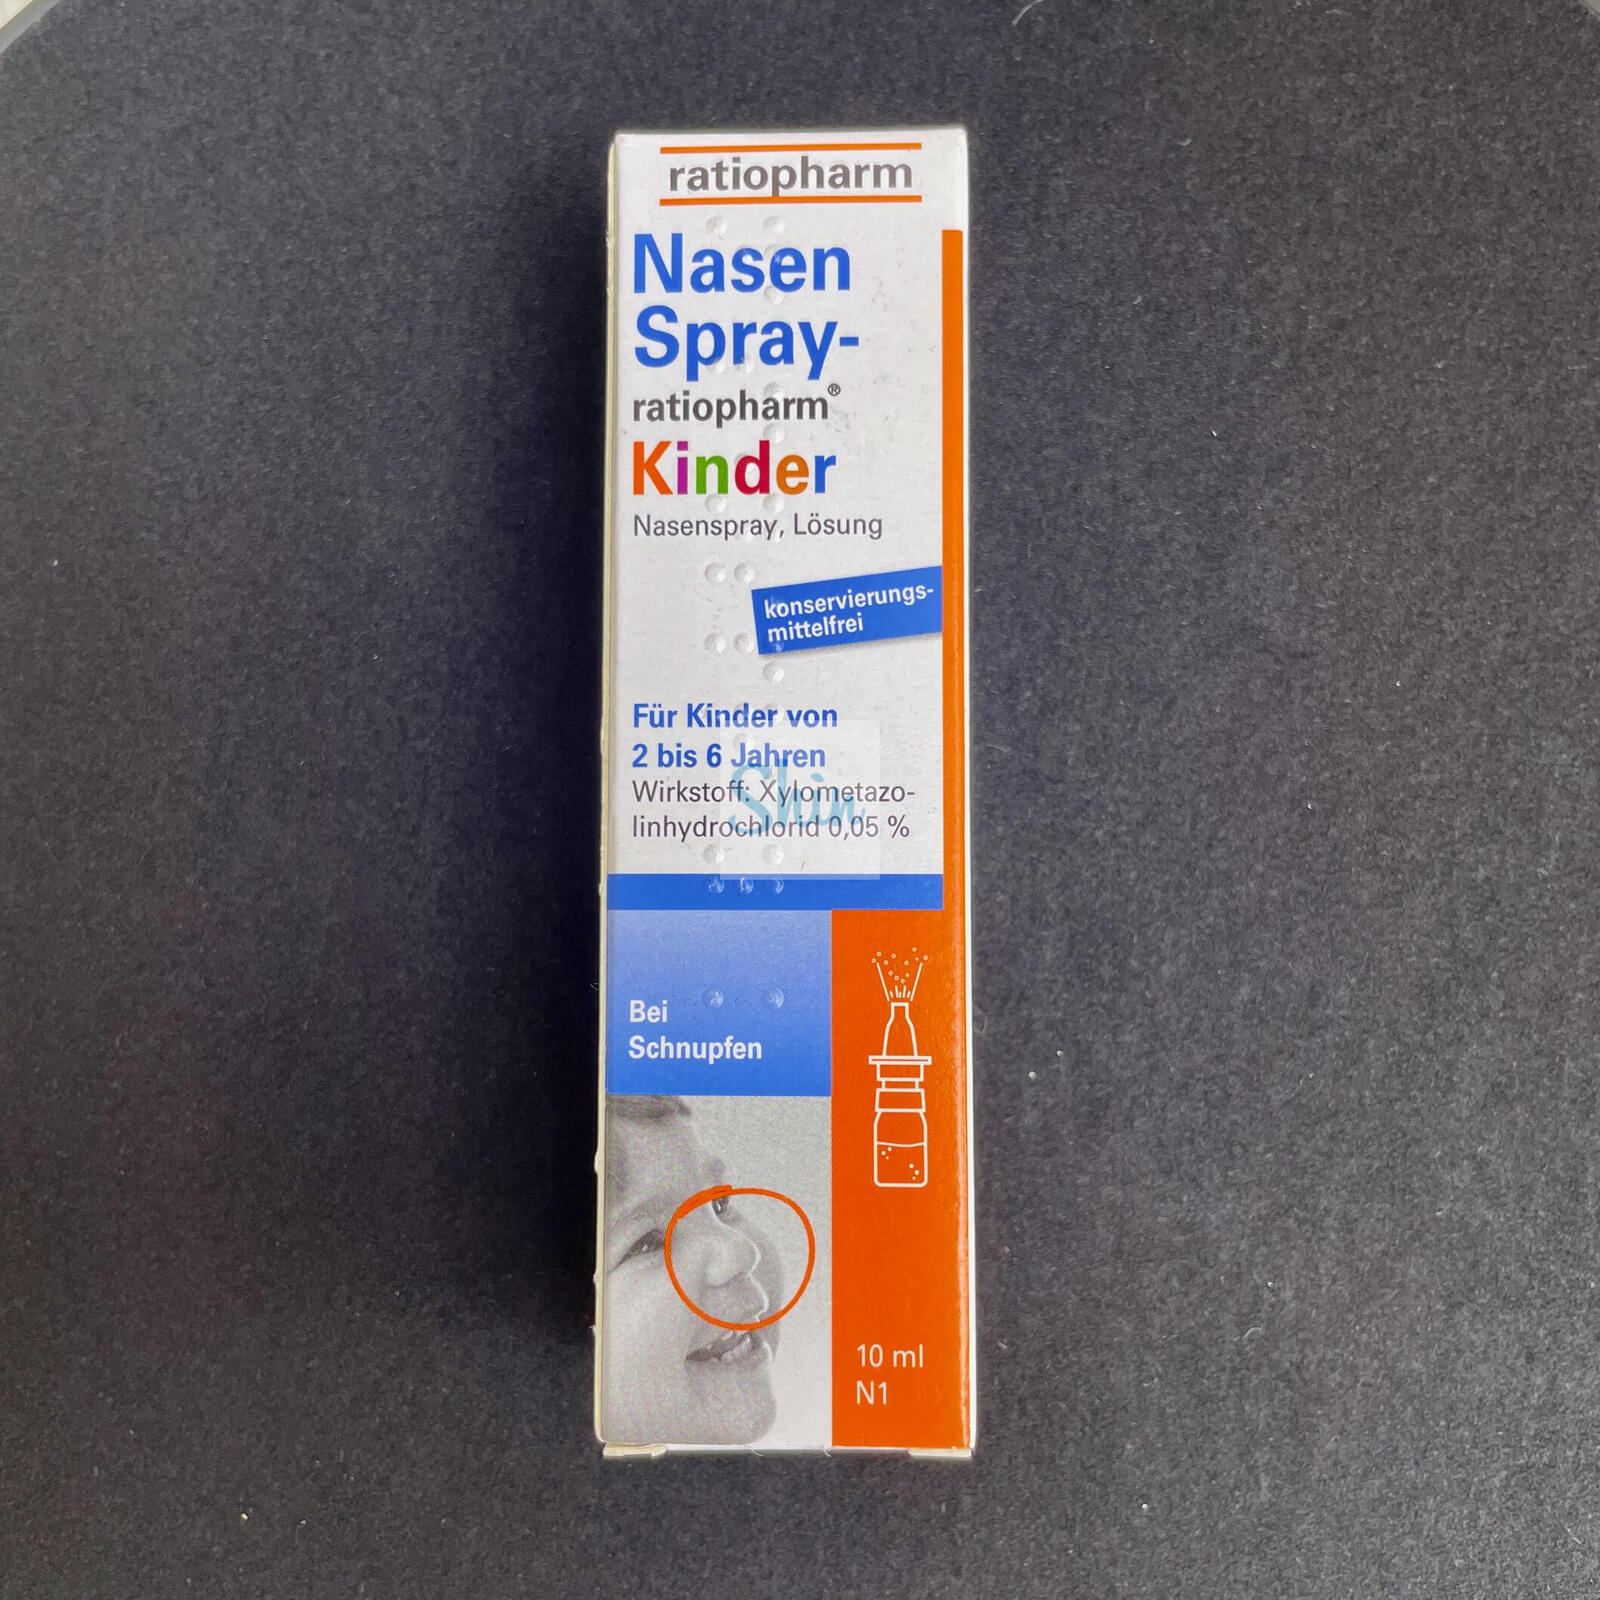 ratiopharm
Nasen
Spray-
ratiopharm®
Kinder
Nasenspray, Lösung
konservierungs-
mittelfrei
Für Kinder von
2 bis 6 Jahren
Wirkstoff: Xylometazo-
linhydrochlorid 0,05 %
Shin
Bei
Schnupfen
10 ml
N1